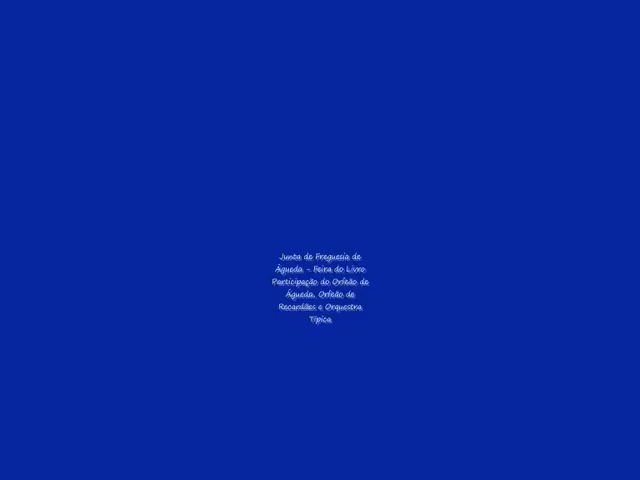 Junta de Freguesia de
Águeda - Feira do Livro
Participação do Orfeão de
Águeda, Orfeão de
Recardães e Orquestra
Típica